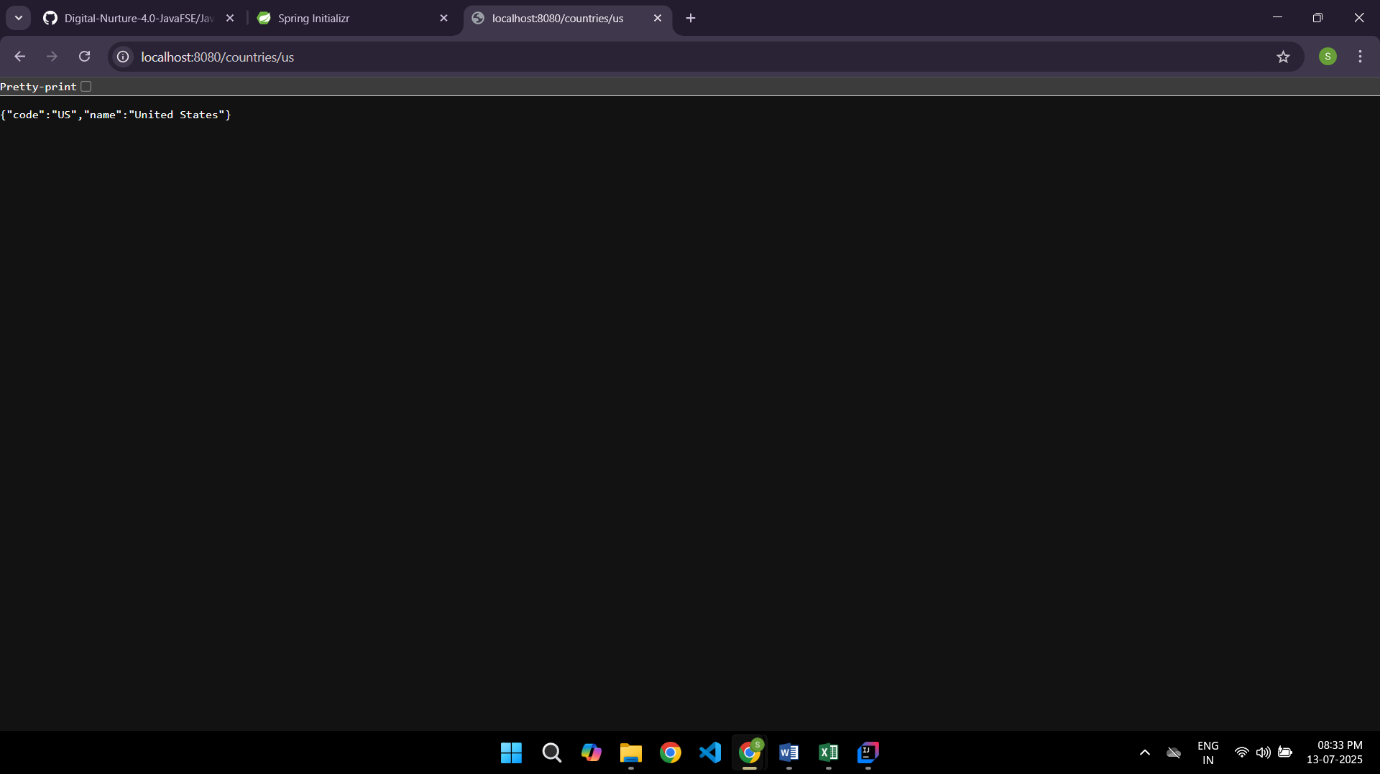 Digital-Nurture-4.0-JavaFSE/Jav
Spring Initializr
localhost:8080/countries/us
localhost:8080/countries/us
S
Pretty-print
{"code":"US","name":"United States"}
S
ENG
IN
08:33 PM
13-07-2025